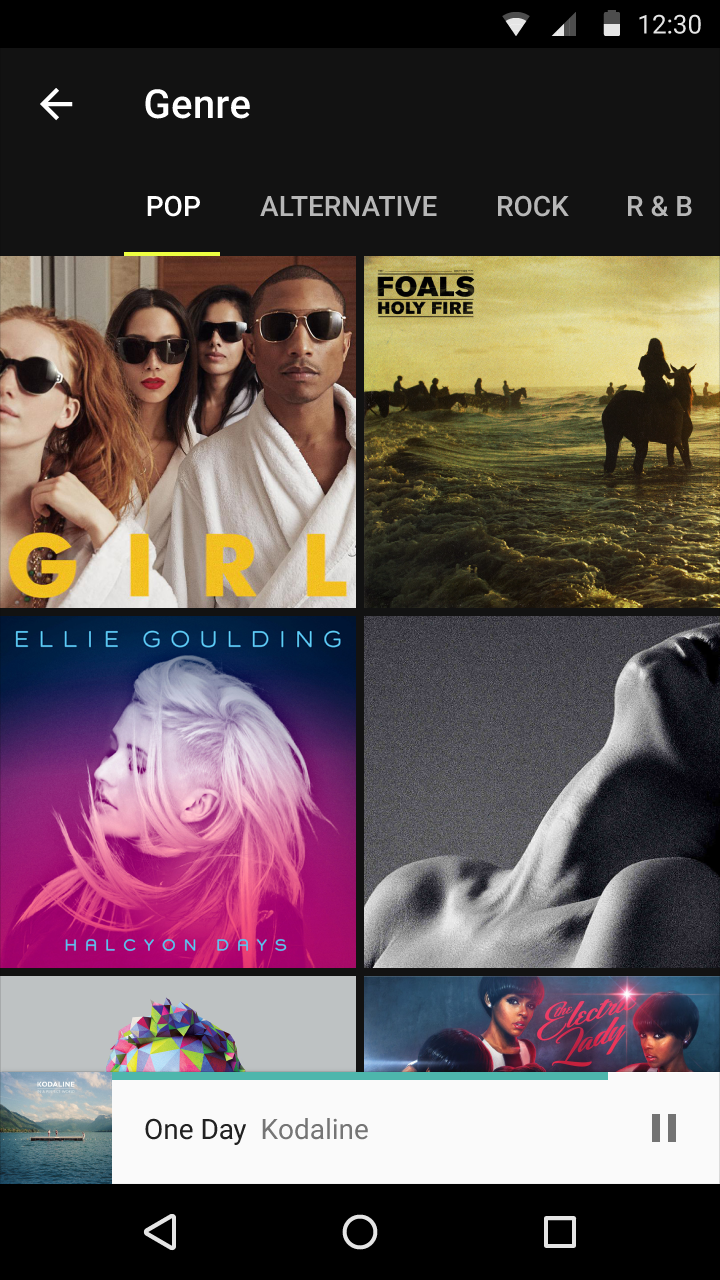 12:30
Genre
POP ALTERNATIVE ROCK R & B
GIRL
FOALS
HOLY FIRE
ELLIE GOULDING
HALCYON DAYS
the Electric
Lady
KODALINE
One Day Kodaline